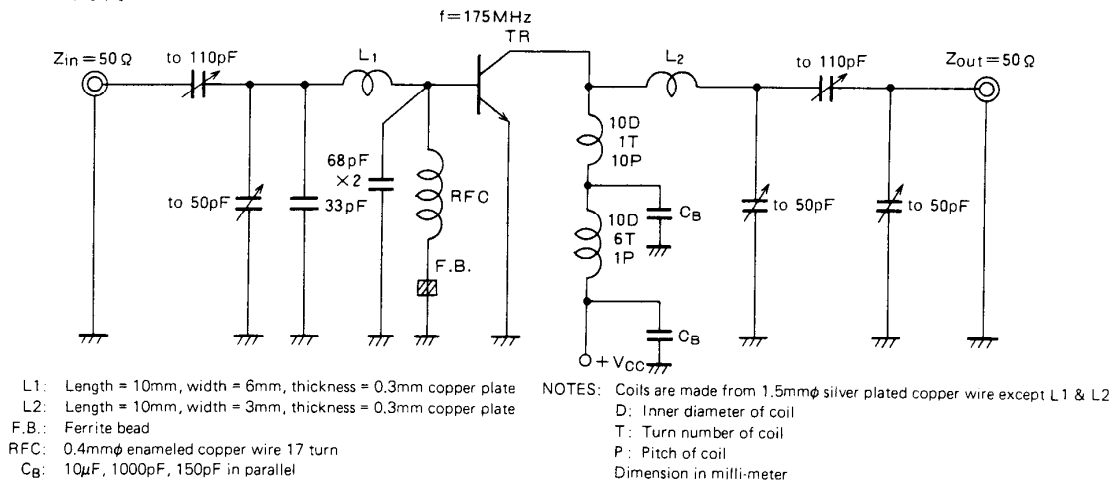 f=175MHz
TR
Zin=50Ω
to 110pF
L1
L2
to 110pF
Zout=50Ω
10D
1T
10P
68pF
×2
RFC
to 50pF
33pF
CB
10D
6T
1P
to 50pF
to 50pF
F.B.
CB
+VCC
L1: Length = 10mm, width = 6mm, thickness = 0.3mm copper plate
L2: Length = 10mm, width = 3mm, thickness = 0.3mm copper plate
F.B.: Ferrite bead
RFC: 0.4mmφ enameled copper wire 17 turn
CB: 10μF, 1000pF, 150pF in parallel
NOTES: Coils are made from 1.5mmφ silver plated copper wire except L1 & L2
D: Inner diameter of coil
T: Turn number of coil
P: Pitch of coil
Dimension in milli-meter